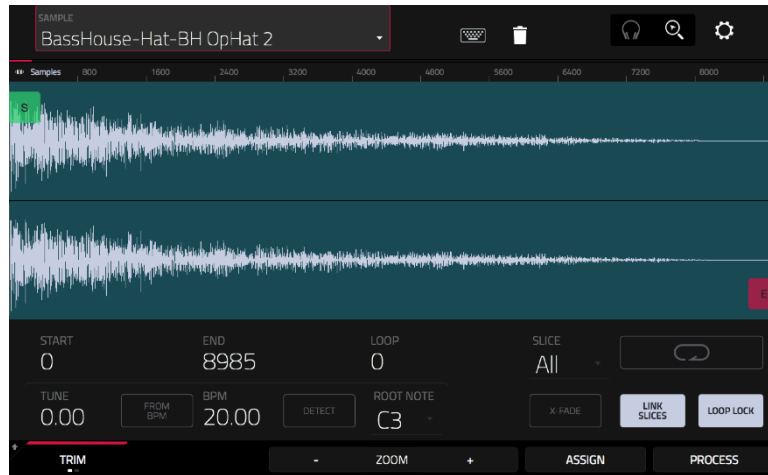 SAMPLE
BassHouse-Hat-BH OpHat 2
Samples 800 1600 2400 3200 4000 4800 5600 6400 7200 8000
S
E
START END LOOP SLICE
0 8985 0 All
TUNE BPM ROOT NOTE
0.00 FROM BPM 20.00 DETECT C3 X-FADE LINK SLICES LOOP LOCK
+
TRIM - ZOOM + ASSIGN PROCESS